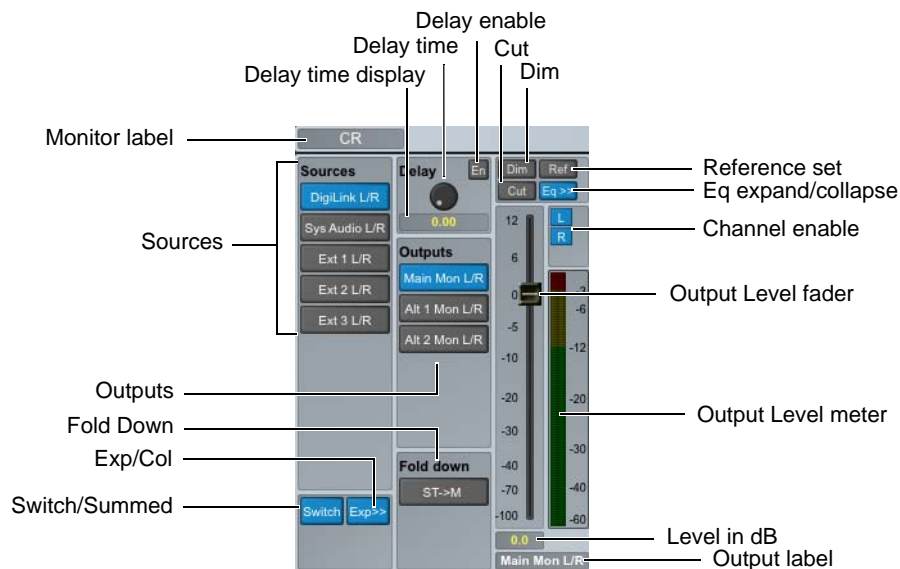 Delay enable
Delay time
Cut
Delay time display
Dim
Monitor label
CR
Sources
Delay
En
Dim
Ref
Reference set
DigiLink L/R
Cut
Eq >>
Eq expand/collapse
0.00
12
L
Channel enable
Sys Audio L/R
R
Sources
Outputs
Ext 1 L/R
6
Main Mon L/R
Ext 2 L/R
0
-3
Output Level fader
Alt 1 Mon L/R
-6
Ext 3 L/R
-5
Alt 2 Mon L/R
-12
-10
Outputs
-20
-20
Output Level meter
Fold Down
-30
-30
Exp/Col
Fold down
-40
ST->M
-70
-40
Switch/Summed
Switch
Exp>>
-100
-60
0.0
Level in dB
Main Mon L/R
Output label